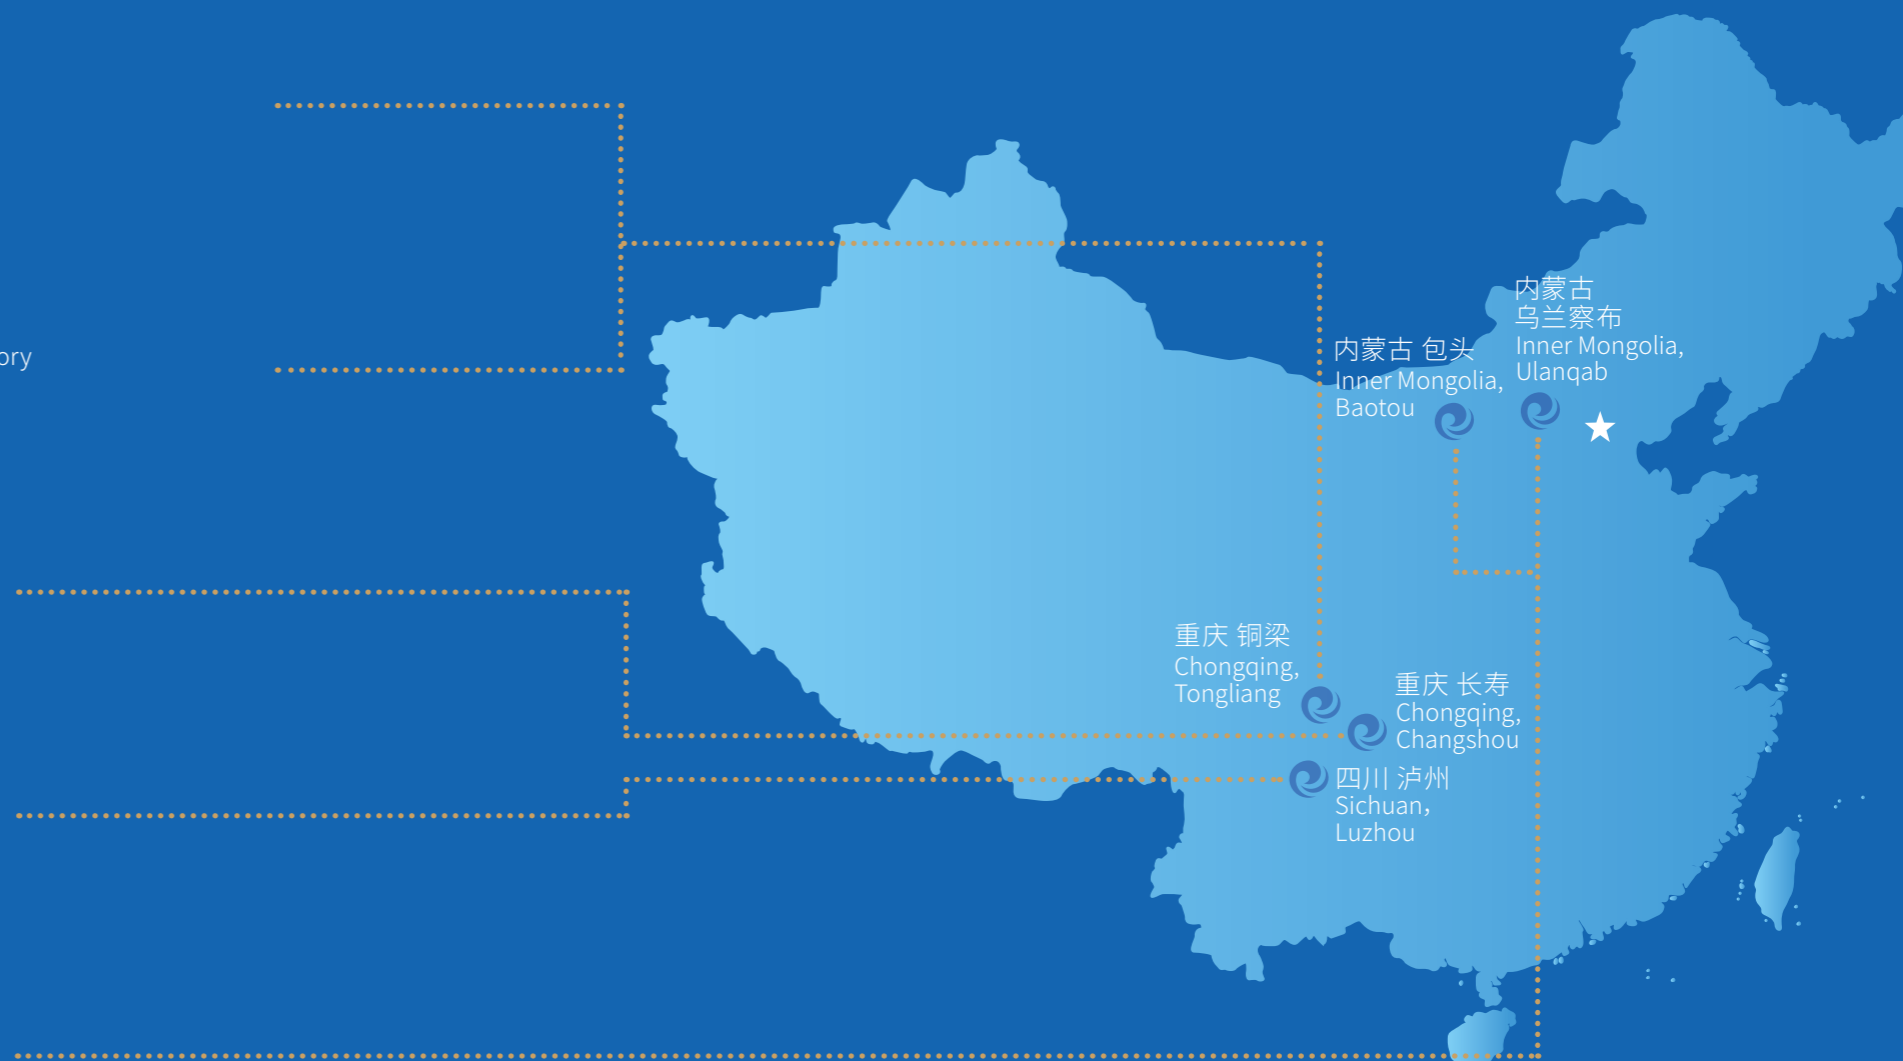 内蒙古
乌兰察布
Inner Mongolia,
Ulanqab
内蒙古 包头
Inner Mongolia,
Baotou
ory
重庆 铜梁
Chongqing,
Tongliang
重庆 长寿
Chongqing,
Changshou
四川 泸州
Sichuan,
Luzhou